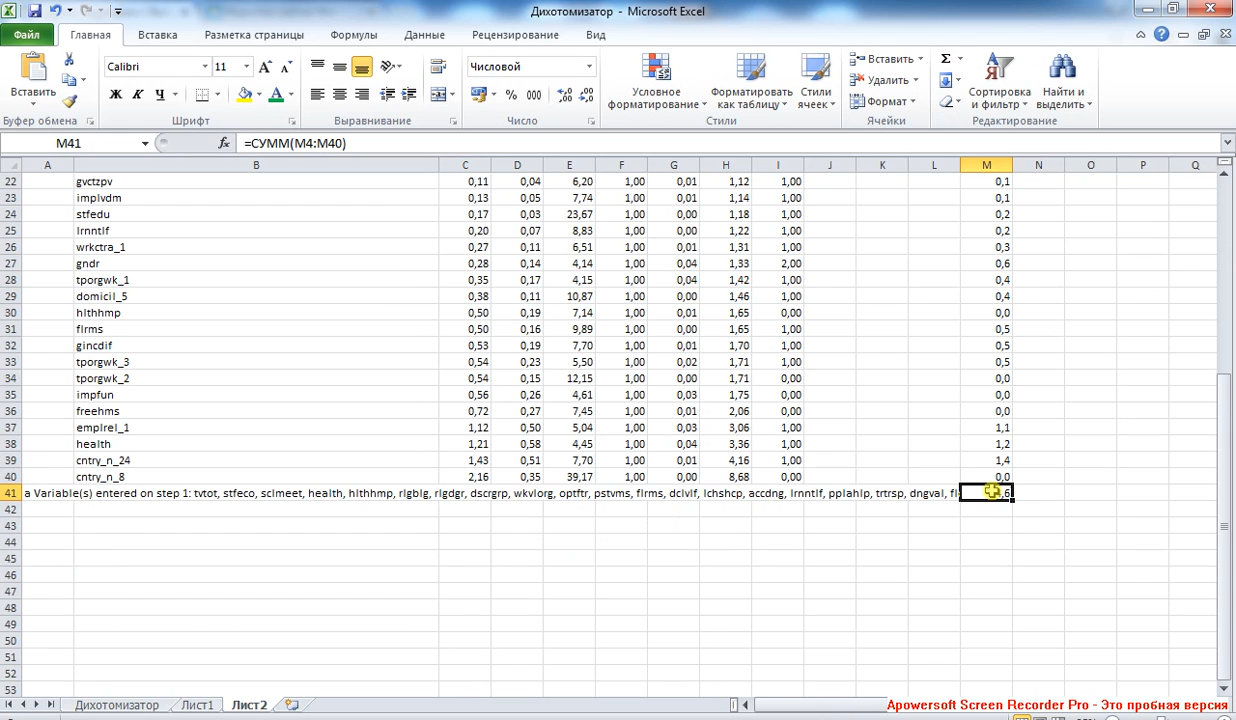 Дихотомизатор - Microsoft Excel
Файл Главная Вставка Разметка страницы Формулы Данные Рецензирование Вид
Calibri 11 Числовой
Вставить
Ж К Ч
% 000
Условное форматирование
Форматировать как таблицу
Стили ячеек
Вставить
Удалить
Формат
Σ
Сортировка и фильтр
Найти и выделить
Буфер обмена Шрифт Выравнивание Число Стили Ячейки Редактирование
M41 fx =СУММ(M4:M40)
A B C D E F G H I J K L M N O P Q
22 gvctzpv 0,11 0,04 6,20 1,00 0,01 1,12 1,00 0,1
23 implvdm 0,13 0,05 7,74 1,00 0,01 1,14 1,00 0,1
24 stfedu 0,17 0,03 23,67 1,00 0,00 1,18 1,00 0,2
25 lrnntlf 0,20 0,07 8,83 1,00 0,00 1,22 1,00 0,2
26 wrkctra_1 0,27 0,11 6,51 1,00 0,01 1,31 1,00 0,3
27 gndr 0,28 0,14 4,14 1,00 0,04 1,33 2,00 0,6
28 tporgwk_1 0,35 0,17 4,15 1,00 0,04 1,42 1,00 0,4
29 domicil_5 0,38 0,11 10,87 1,00 0,00 1,46 1,00 0,4
30 hlthhmp 0,50 0,19 7,14 1,00 0,01 1,65 0,00 0,0
31 flrms 0,50 0,16 9,89 1,00 0,00 1,65 1,00 0,5
32 gincdif 0,53 0,19 7,70 1,00 0,01 1,70 1,00 0,5
33 tporgwk_3 0,54 0,23 5,50 1,00 0,02 1,71 1,00 0,5
34 tporgwk_2 0,54 0,15 12,15 1,00 0,00 1,71 0,00 0,0
35 impfun 0,56 0,26 4,61 1,00 0,03 1,75 0,00 0,0
36 freehms 0,72 0,27 7,45 1,00 0,01 2,06 0,00 0,0
37 emplrel_1 1,12 0,50 5,04 1,00 0,03 3,06 1,00 1,1
38 health 1,21 0,58 4,45 1,00 0,04 3,36 1,00 1,2
39 cntry_n_24 1,43 0,51 7,70 1,00 0,01 4,16 1,00 1,4
40 cntry_n_8 2,16 0,35 39,17 1,00 0,00 8,68 0,00 0,0
41 a Variable(s) entered on step 1: tvtot, stfeco, sclmeet, health, hlthhmp, rlgblg, rlgdgr, dscrgrp, wkvlorg, optftr, pstvms, flrms, dclvlf, lchshcp, accdng, lrnntlf, pplahlp, trtrsp, dngval, ,6
42
43
44
45
46
47
48
49
50
51
52
53
Дихотомизатор Лист1 Лист2
Apowersoft Screen Recorder Pro - Это пробная версия